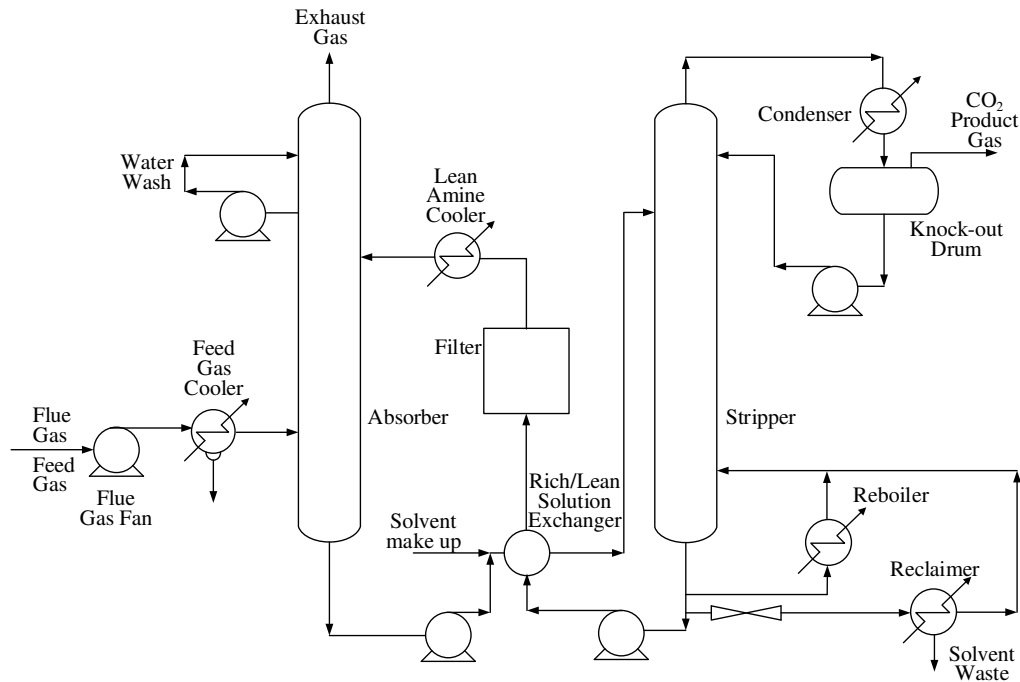 Exhaust
Gas
Water
Wash
Lean
Amine
Cooler
Condenser
CO₂
Product
Gas
Knock-out
Drum
Filter
Feed
Gas
Cooler
Flue
Gas
Feed
Gas
Flue
Gas Fan
Absorber
Stripper
Solvent
make up
Rich/Lean
Solution
Exchanger
Reboiler
Reclaimer
Solvent
Waste